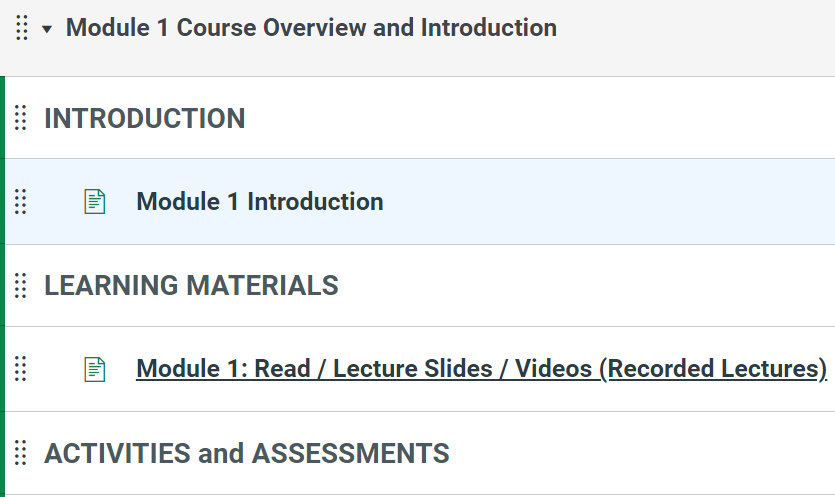 Module 1 Course Overview and Introduction
INTRODUCTION
Module 1 Introduction
LEARNING MATERIALS
Module 1: Read / Lecture Slides / Videos (Recorded Lectures)
ACTIVITIES and ASSESSMENTS